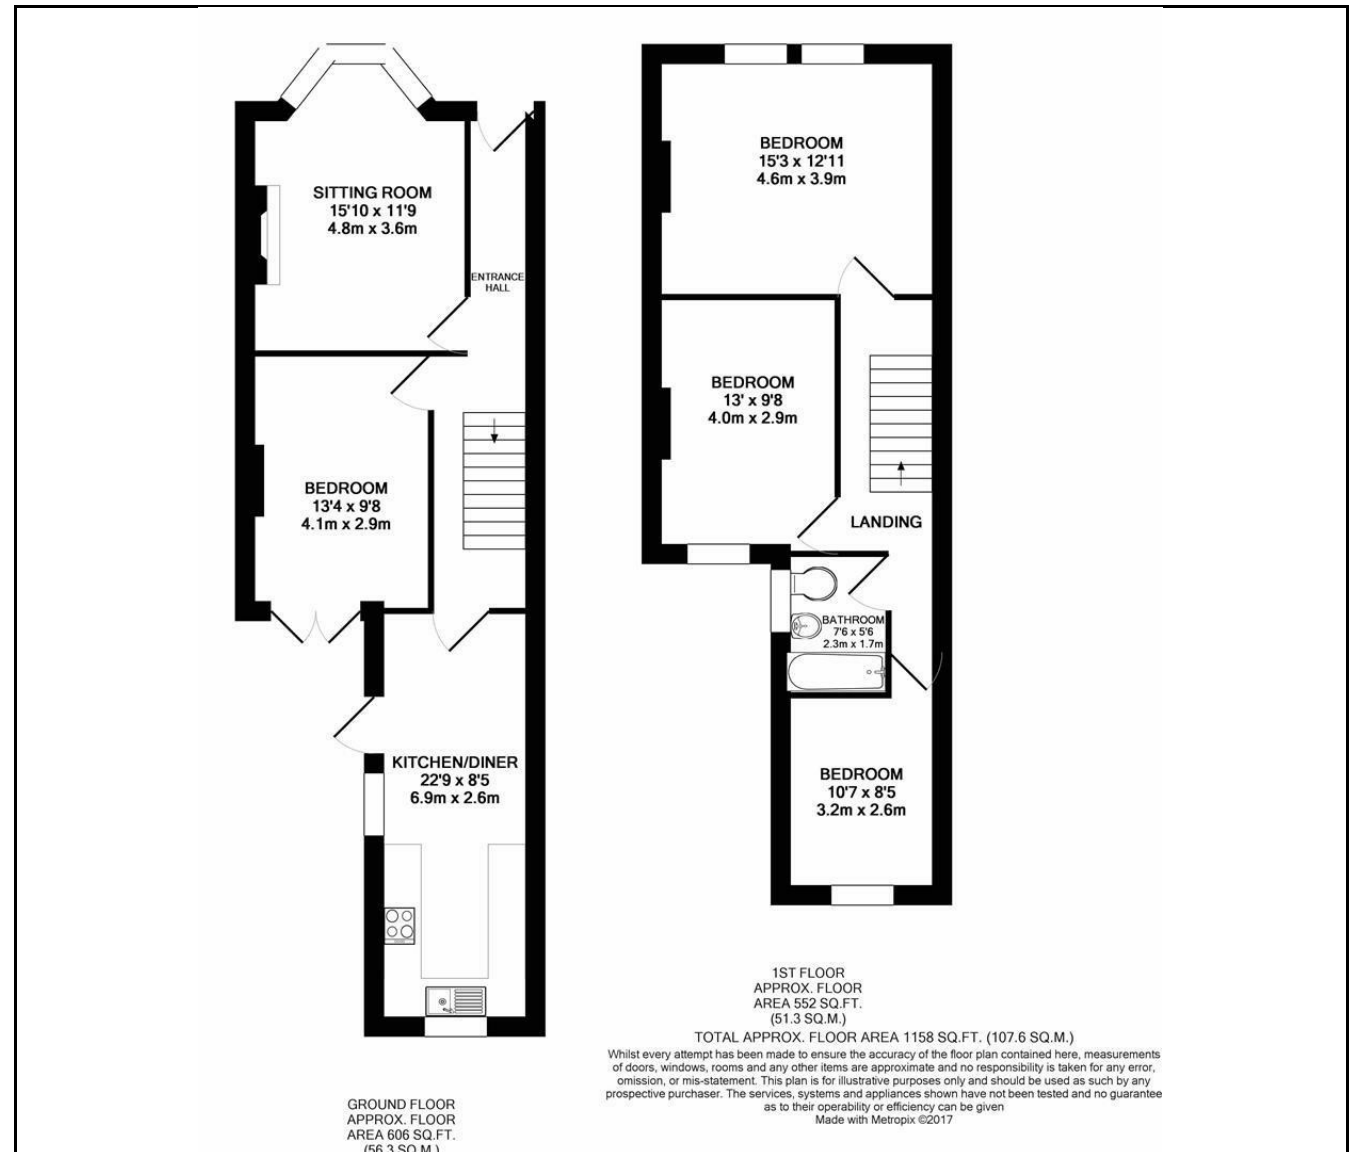 SITTING ROOM
15'10 x 11'9
4.8m x 3.6m
ENTRANCE
HALL
BEDROOM
13'4 x 9'8
4.1m x 2.9m
KITCHEN/DINER
22'9 x 8'5
6.9m x 2.6m
GROUND FLOOR
APPROX. FLOOR
AREA 606 SQ.FT.
(56.3 SQ.M.)
BEDROOM
15'3 x 12'11
4.6m x 3.9m
BEDROOM
13' x 9'8
4.0m x 2.9m
LANDING
BATHROOM
7'6 x 5'6
2.3m x 1.7m
BEDROOM
10'7 x 8'5
3.2m x 2.6m
1ST FLOOR
APPROX. FLOOR
AREA 552 SQ.FT.
(51.3 SQ.M.)
TOTAL APPROX. FLOOR AREA 1158 SQ.FT. (107.6 SQ.M.)
Whilst every attempt has been made to ensure the accuracy of the floor plan contained here, measurements
of doors, windows, rooms and any other items are approximate and no responsibility is taken for any error,
omission, or mis-statement. This plan is for illustrative purposes only and should be used as such by any
prospective purchaser. The services, systems and appliances shown have not been tested and no guarantee
as to their operability or efficiency can be given
Made with Metropix ©2017